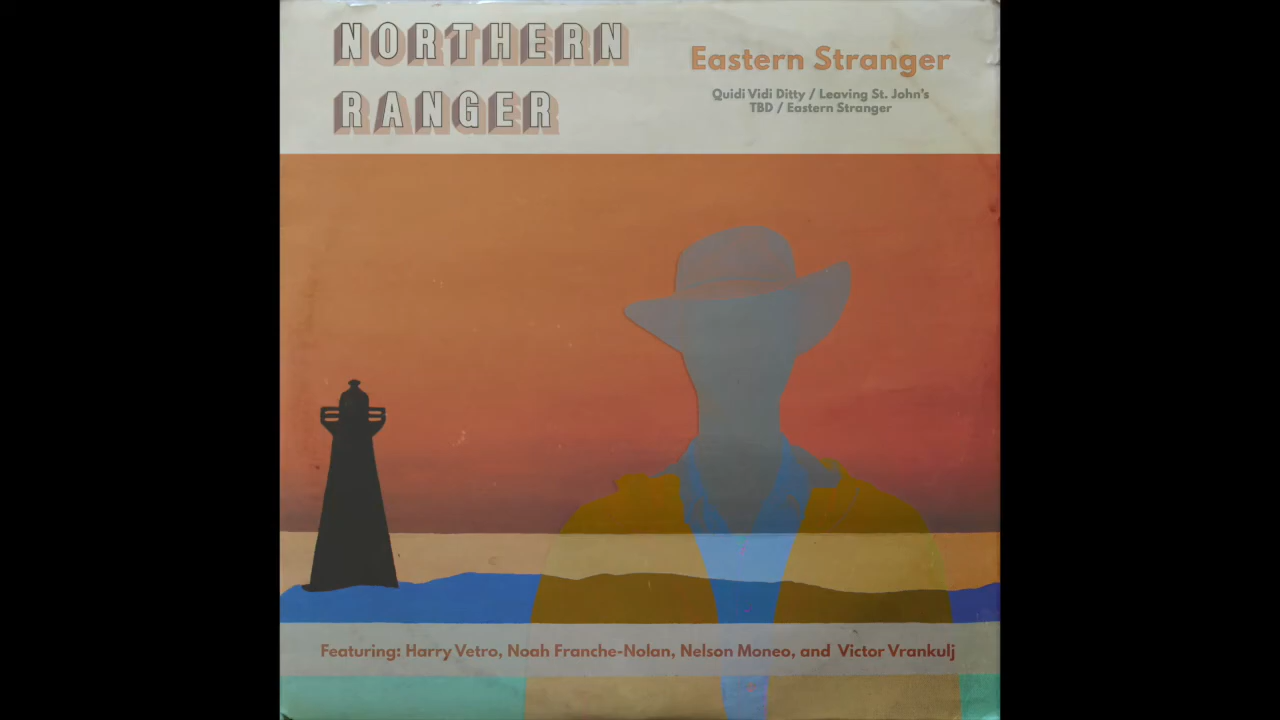 NORTHERN
RANGER
Eastern Stranger
Quidi Vidi Ditty / Leaving St. John's
TBD / Eastern Stranger
Featuring: Harry Vetro, Noah Franche-Nolan, Nelson Moneo, and Victor Vrankulj